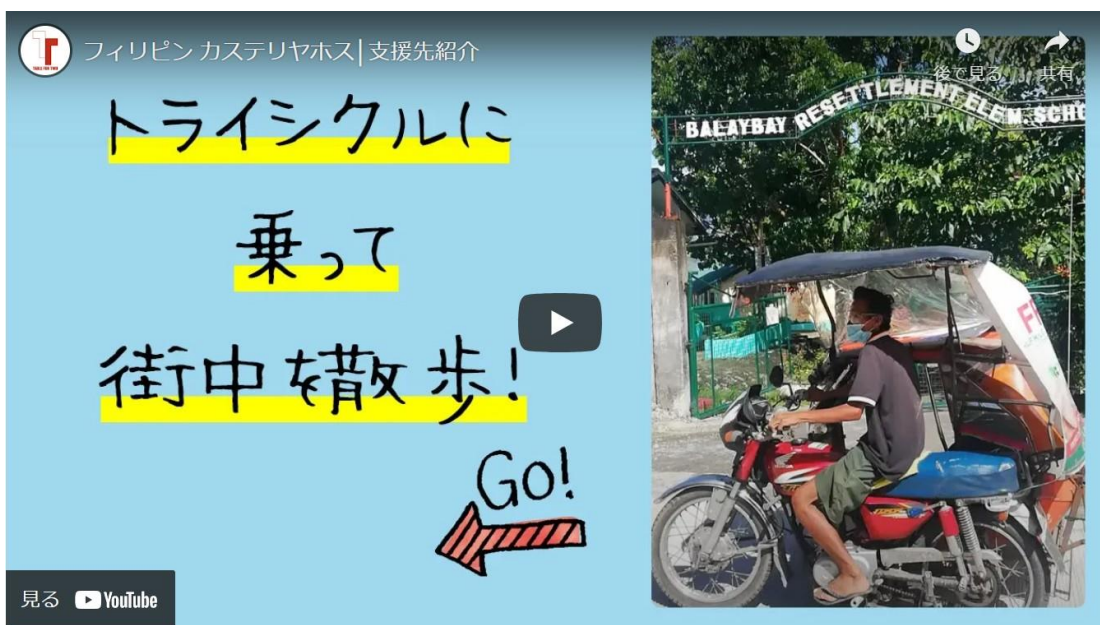 フィリピン カステリヤホス│支援先紹介
後で見る
共有
トライシクルに
乗って
街中を散歩！
Go!
BALAYBAY RESETTLEMENT ELEM. SCHO
見る YouTube